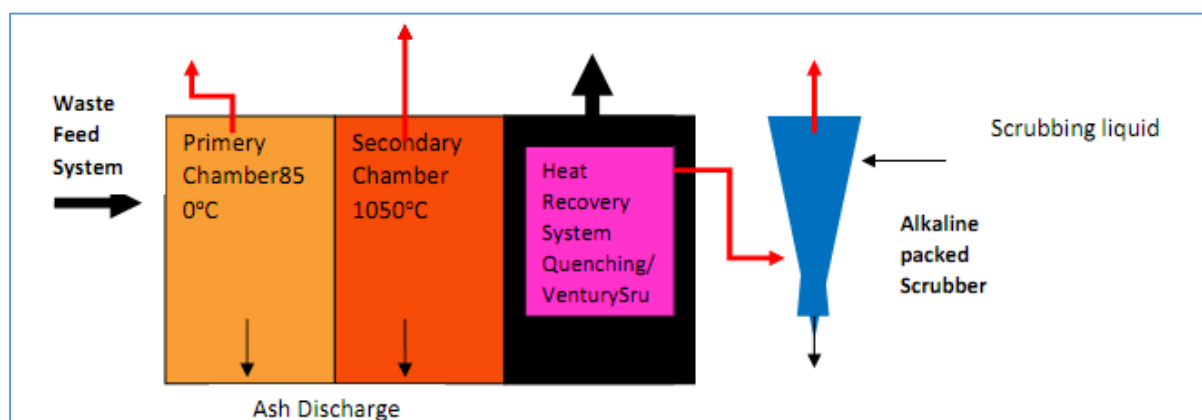 Waste
Feed
System
Primery
Chamber85
0°C
Secondary
Chamber
1050°C
Heat
Recovery
System
Quenching/
VenturySru
Scrubbing liquid
Alkaline
packed
Scrubber
Ash Discharge